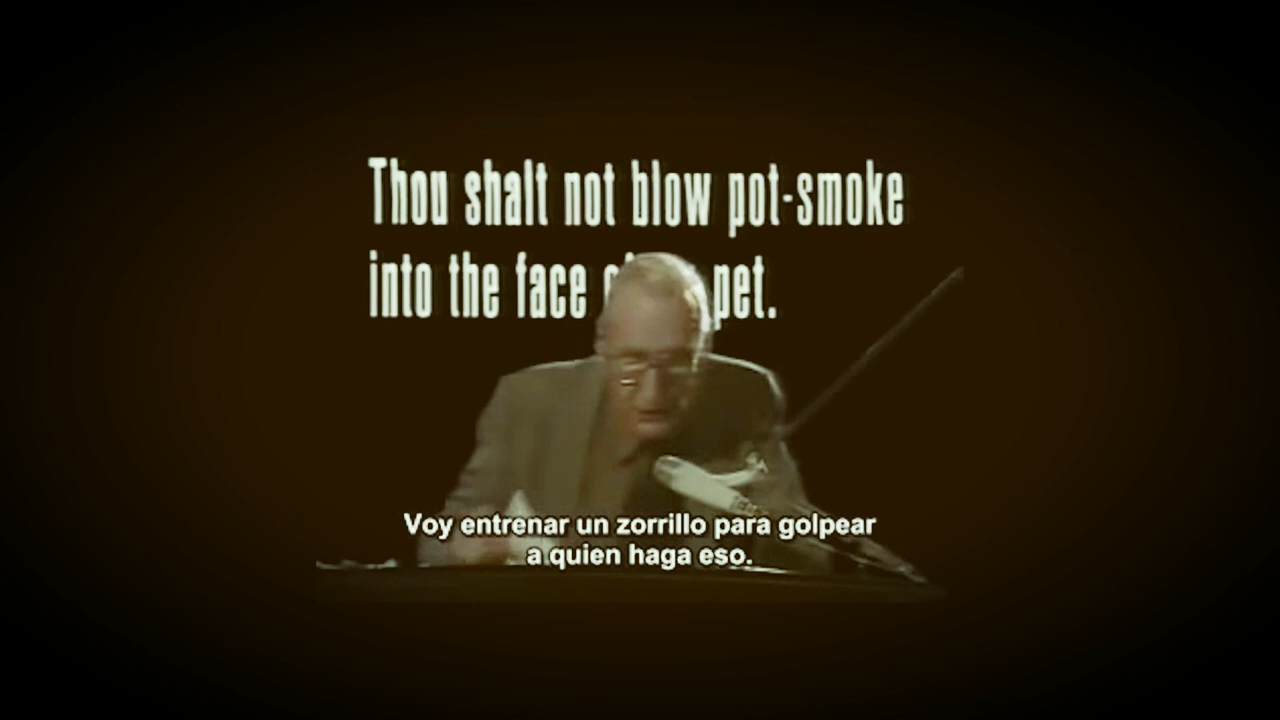 Thou shalt not blow pot-smoke
into the face pet.
Voy entrenar un zorrillo para golpear
a quien haga eso.